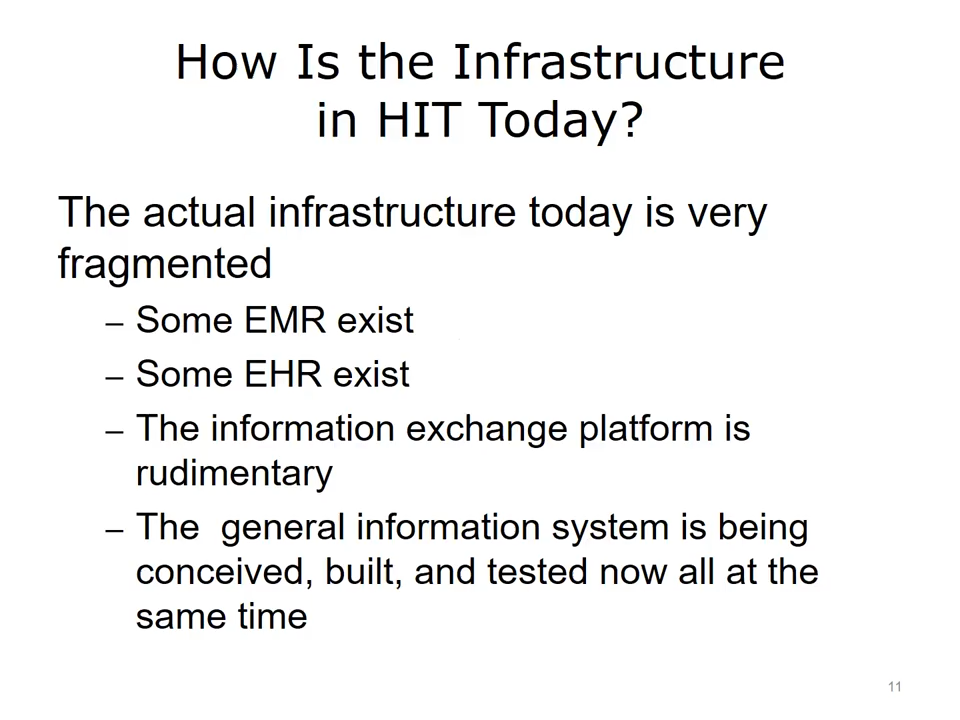 How Is the Infrastructure
in HIT Today?
The actual infrastructure today is very
fragmented
– Some EMR exist
– Some EHR exist
– The information exchange platform is
rudimentary
– The  general information system is being
conceived, built, and tested now all at the
same time
11